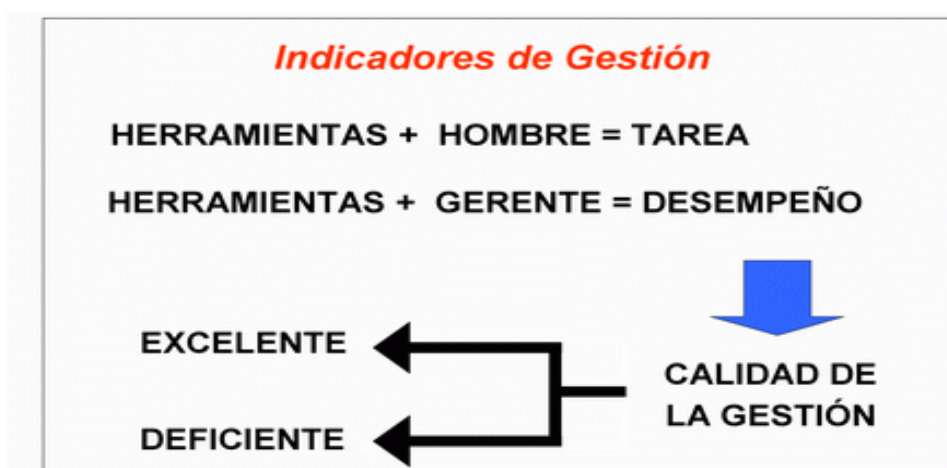 Indicadores de Gestión
HERRAMIENTAS + HOMBRE = TAREA
HERRAMIENTAS + GERENTE = DESEMPEÑO
EXCELENTE
CALIDAD DE
LA GESTIÓN
DEFICIENTE